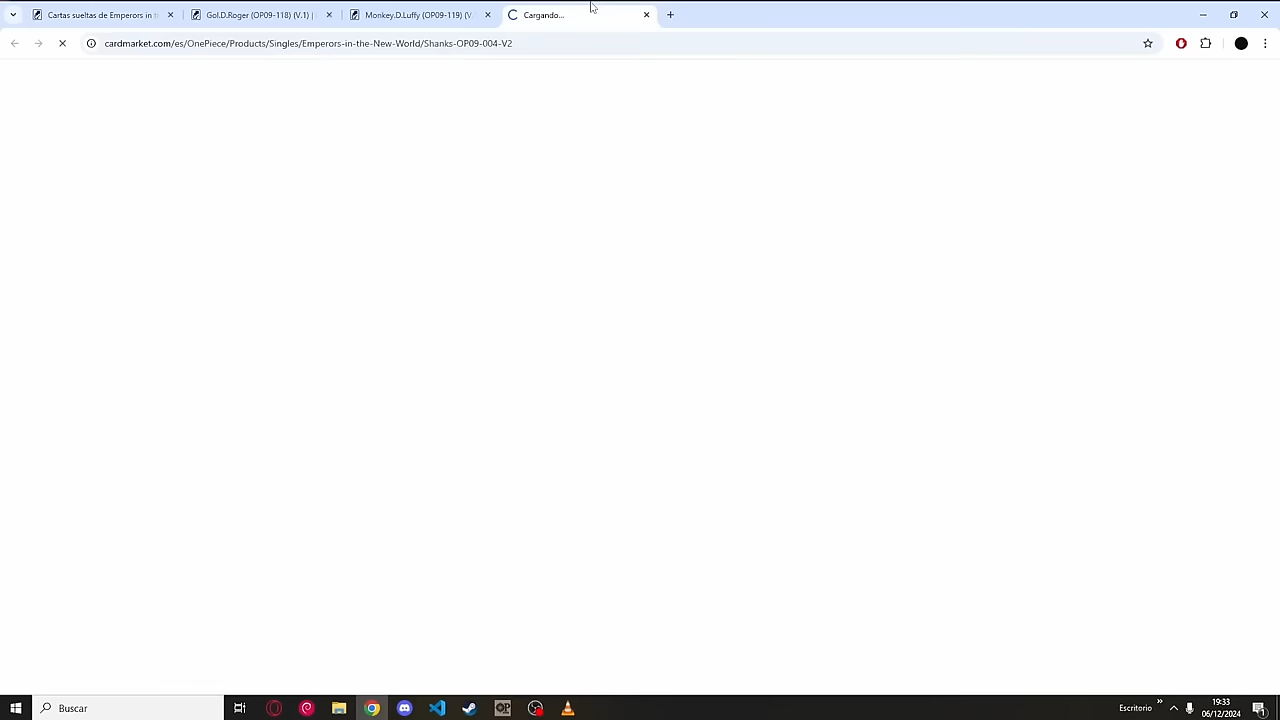 Cartas sueltas de Emperors in t
Gol.D.Roger (OP09-118) (V.1) |
Monkey.D.Luffy (OP09-119) (V.
Cargando...
cardmarket.com/es/OnePiece/Products/Singles/Emperors-in-the-New-World/Shanks-OP09-004-V2
Buscar
Escritorio
19:33
06/12/2024